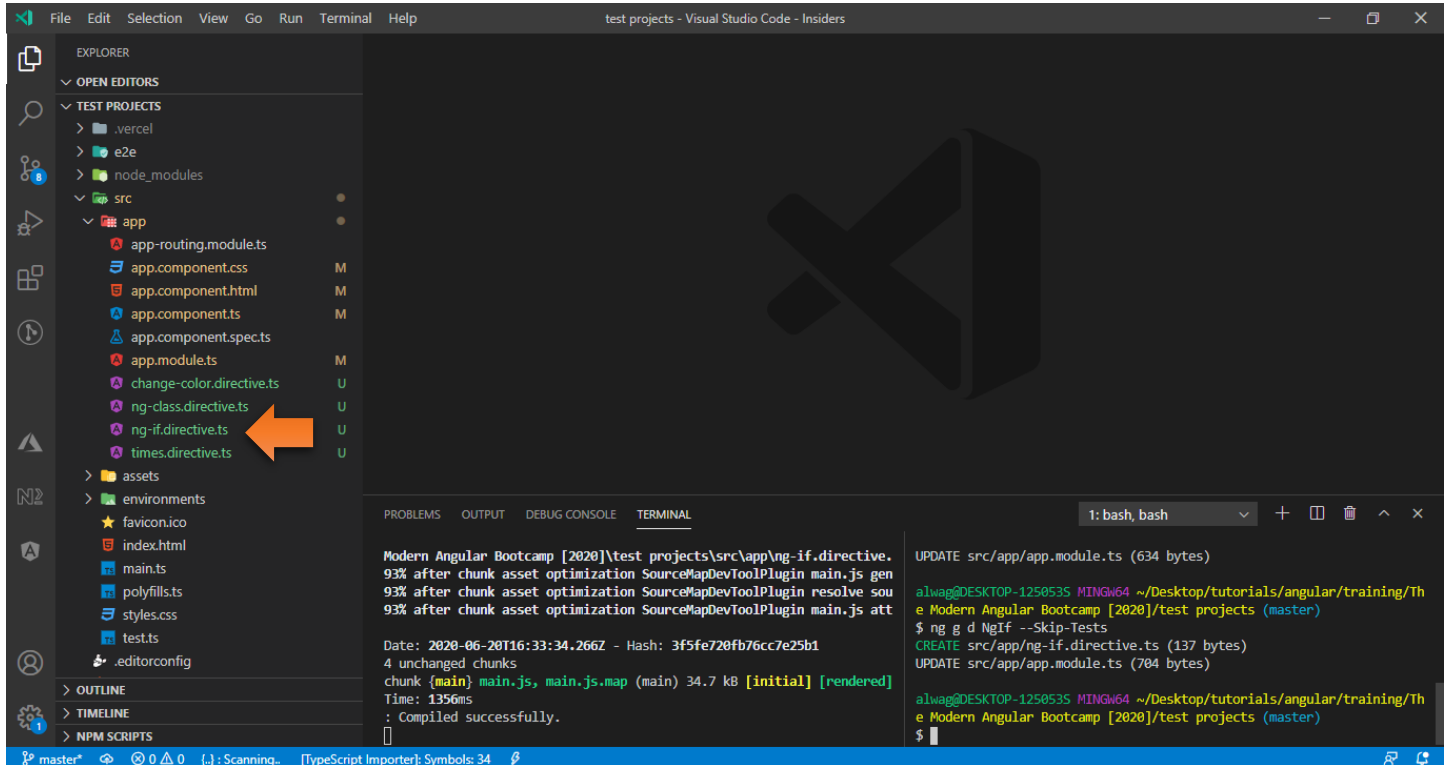 File Edit Selection View Go Run Terminal Help
test projects - Visual Studio Code - Insiders
EXPLORER
OPEN EDITORS
TEST PROJECTS
.vercel
e2e
node_modules
src
app
app-routing.module.ts
app.component.css M
app.component.html M
app.component.ts M
app.component.spec.ts
app.module.ts M
change-color.directive.ts U
ng-class.directive.ts U
ng-if.directive.ts U
times.directive.ts U
assets
environments
favicon.ico
index.html
main.ts
polyfills.ts
styles.css
test.ts
.editorconfig
OUTLINE
TIMELINE
NPM SCRIPTS
8
1
PROBLEMS OUTPUT DEBUG CONSOLE TERMINAL
1: bash, bash
Modern Angular Bootcamp [2020]\test projects\src\app\ng-if.directive.
93% after chunk asset optimization SourceMapDevToolPlugin main.js gen
93% after chunk asset optimization SourceMapDevToolPlugin resolve sou
93% after chunk asset optimization SourceMapDevToolPlugin main.js att
Date: 2020-06-20T16:33:34.266Z - Hash: 3f5fe720fb76cc7e25b1
4 unchanged chunks
chunk {main} main.js, main.js.map (main) 34.7 kB [initial] [rendered]
Time: 1356ms
: Compiled successfully.
UPDATE src/app/app.module.ts (634 bytes)
alwag@DESKTOP-125053S MINGW64 ~/Desktop/tutorials/angular/training/Th
e Modern Angular Bootcamp [2020]/test projects (master)
$ ng g d NgIf --Skip-Tests
CREATE src/app/ng-if.directive.ts (137 bytes)
UPDATE src/app/app.module.ts (704 bytes)
alwag@DESKTOP-125053S MINGW64 ~/Desktop/tutorials/angular/training/Th
e Modern Angular Bootcamp [2020]/test projects (master)
$
master* 0 0 {..} : Scanning.. [TypeScript Importer]: Symbols: 34